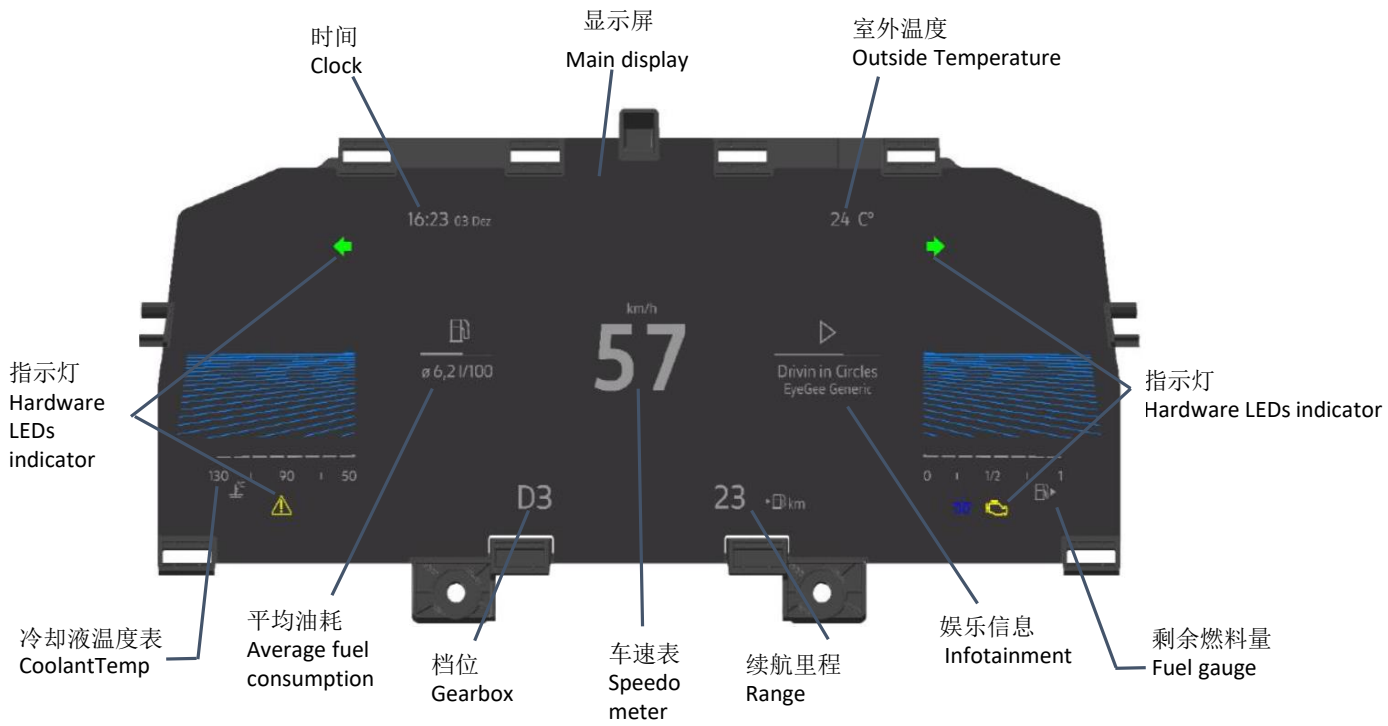 时间
Clock
显示屏
Main display
室外温度
Outside Temperature
16:23 03 Dez
24 C°
km/h
57
ø 6,2 l/100
Drivin in Circles
EyeGee Generic
指示灯
Hardware
LEDs
indicator
指示灯
Hardware LEDs indicator
130 90 50
0 1/2 1
D3
23 km
冷却液温度表
CoolantTemp
平均油耗
Average fuel
consumption
档位
Gearbox
车速表
Speedo
meter
续航里程
Range
娱乐信息
Infotainment
剩余燃料量
Fuel gauge